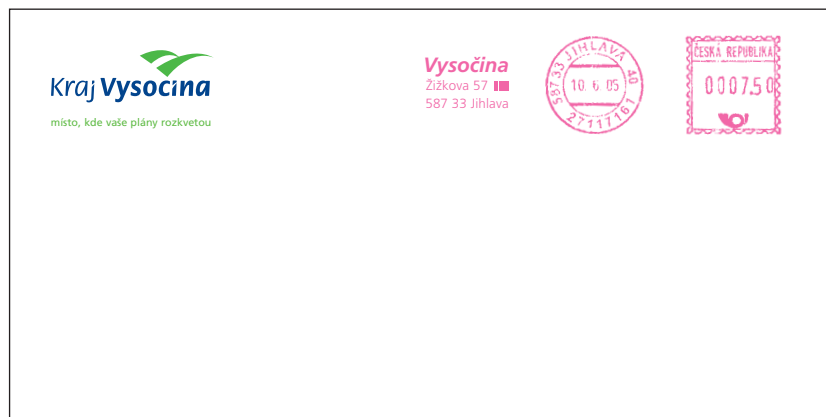 Kraj Vysočina
místo, kde vaše plány rozkvetou
Vysočina
Žižkova 57
587 33 Jihlava
587 33 JIHLAVA 40
10. 6 05
27117161
ČESKÁ REPUBLIKA
0007.50